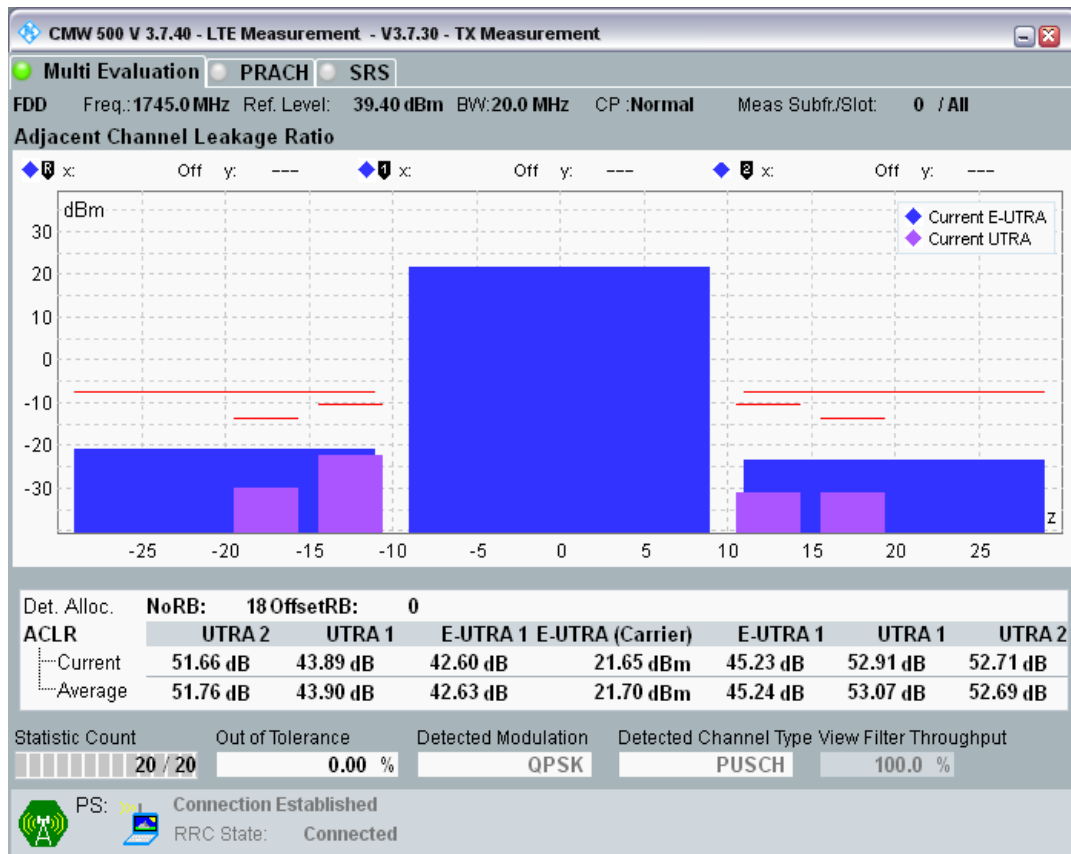 CMW 500 V 3.7.40 - LTE Measurement - V3.7.30 - TX Measurement
Multi Evaluation PRACH SRS
FDD Freq.:1745.0 MHz Ref. Level: 39.40 dBm BW:20.0 MHz CP :Normal Meas Subfr./Slot: 0 / All
Adjacent Channel Leakage Ratio
R x: Off y: --- 1 x: Off y: --- 2 x: Off y: ---
dBm
Current E-UTRA
Current UTRA
30
20
10
0
-10
-20
-30
z
-25 -20 -15 -10 -5 0 5 10 15 20 25
Det. Alloc. NoRB: 18 OffsetRB: 0
ACLR UTRA 2 UTRA 1 E-UTRA 1 E-UTRA (Carrier) E-UTRA 1 UTRA 1 UTRA 2
Current 51.66 dB 43.89 dB 42.60 dB 21.65 dBm 45.23 dB 52.91 dB 52.71 dB
Average 51.76 dB 43.90 dB 42.63 dB 21.70 dBm 45.24 dB 53.07 dB 52.69 dB
Statistic Count Out of Tolerance Detected Modulation Detected Channel Type View Filter Throughput
20 / 20 0.00 % QPSK PUSCH 100.0 %
PS: Connection Established
RRC State: Connected